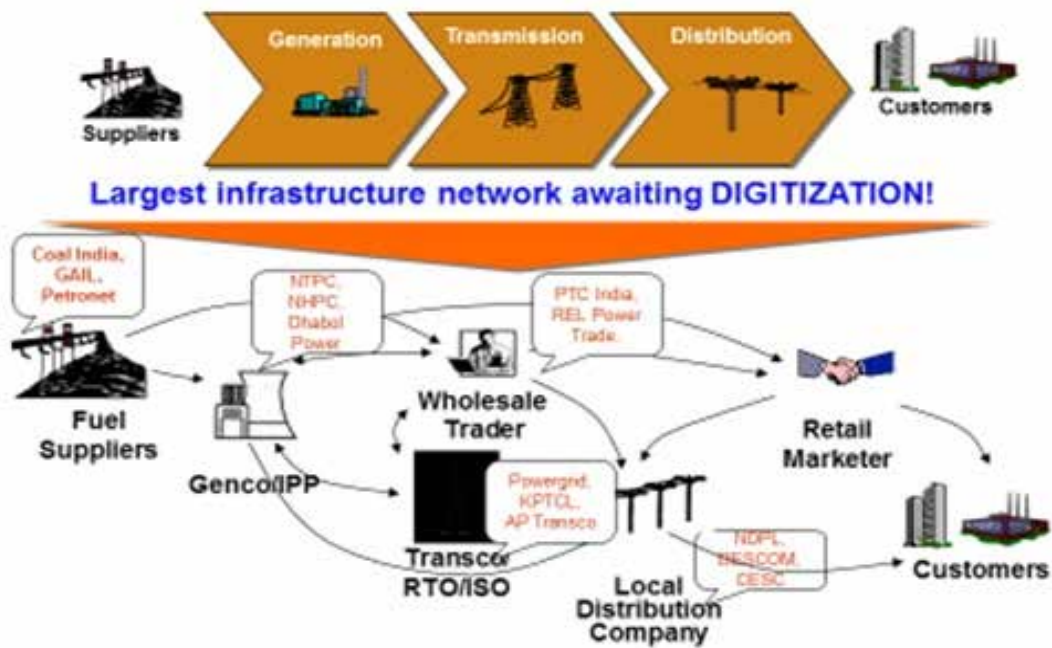 Generation
Transmission
Distribution
Suppliers
Customers
Largest infrastructure network awaiting DIGITIZATION!
Coal India,
GAIL,
Petronet
NTPC,
NHPC,
Dhabol
Power
PTC India,
REL Power
Trade.
Fuel
Suppliers
Genco/IPP
Wholesale
Trader
Retail
Marketer
Powergrid,
KPTCL,
AP Transco
Transco/
RTO/ISO
Local
Distribution
Company
NDPL,
BESCOM,
CESC
Customers